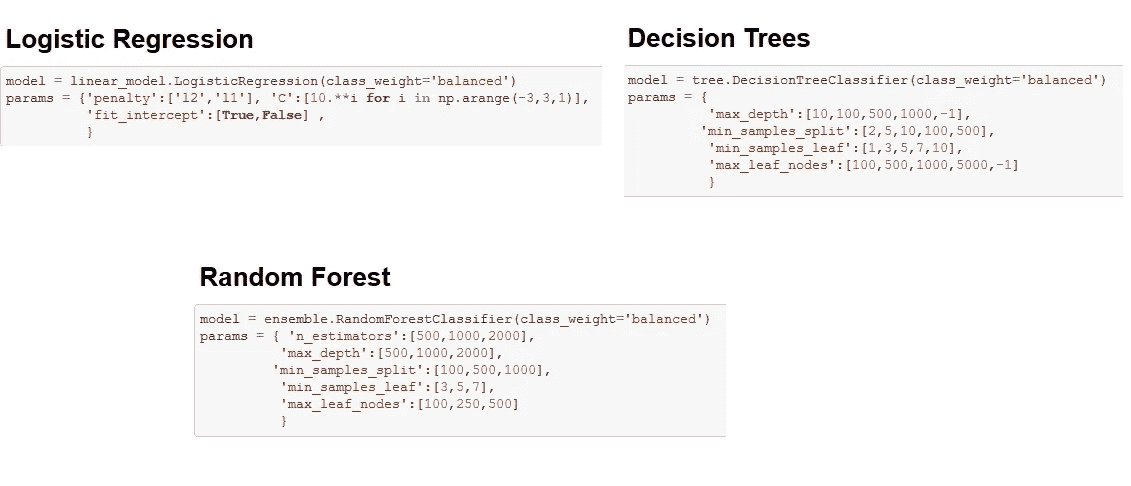 Logistic Regression
model = linear_model.LogisticRegression(class_weight='balanced')
params = {'penalty':['l2','l1'], 'C':[10.**i for i in np.arange(-3,3,1)],
'fit_intercept':[True,False] ,
}
Decision Trees
model = tree.DecisionTreeClassifier(class_weight='balanced')
params = {
'max_depth':[10,100,500,1000,-1],
'min_samples_split':[2,5,10,100,500],
'min_samples_leaf':[1,3,5,7,10],
'max_leaf_nodes':[100,500,1000,5000,-1]
}
Random Forest
model = ensemble.RandomForestClassifier(class_weight='balanced')
params = { 'n_estimators':[500,1000,2000],
'max_depth':[500,1000,2000],
'min_samples_split':[100,500,1000],
'min_samples_leaf':[3,5,7],
'max_leaf_nodes':[100,250,500]
}